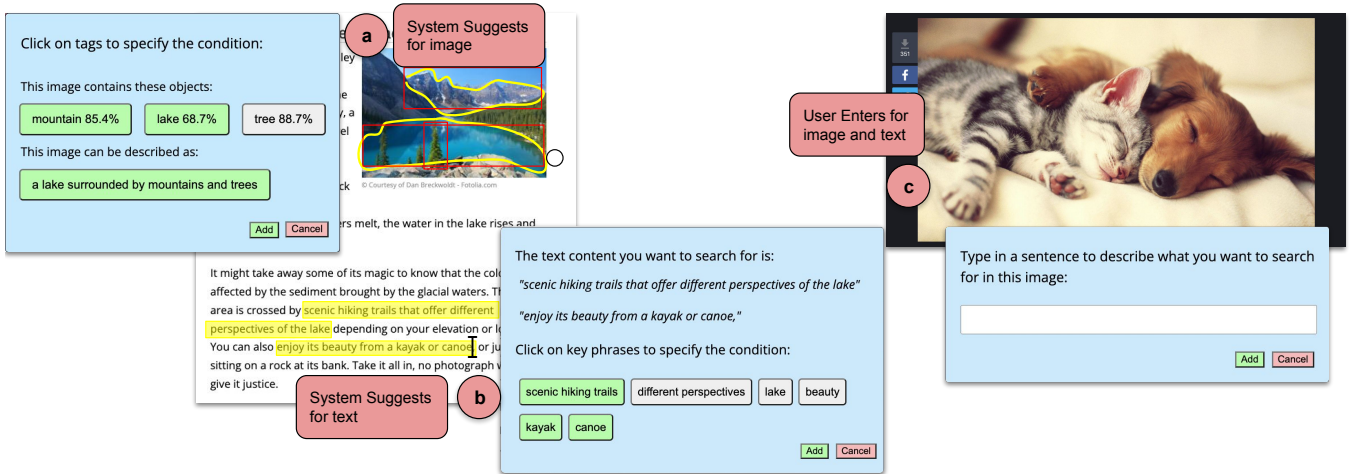 Click on tags to specify the condition:
This image contains these objects:
mountain 85.4%
lake 68.7%
tree 88.7%
This image can be described as:
a lake surrounded by mountains and trees
Add
Cancel
a
System Suggests
for image
ley
, a
el
ck
© Courtesy of Dan Breckwoldt - Fotolia.com
ers melt, the water in the lake rises and
It might take away some of its magic to know that the colo
affected by the sediment brought by the glacial waters. Th
area is crossed by scenic hiking trails that offer different
perspectives of the lake depending on your elevation or lo
You can also enjoy its beauty from a kayak or canoe, or ju
sitting on a rock at its bank. Take it all in, no photograph w
give it justice.
System Suggests
for text
b
The text content you want to search for is:
"scenic hiking trails that offer different perspectives of the lake"
"enjoy its beauty from a kayak or canoe,"
Click on key phrases to specify the condition:
scenic hiking trails
different perspectives
lake
beauty
kayak
canoe
Add
Cancel
351
f
User Enters for
image and text
c
Type in a sentence to describe what you want to search
for in this image:
Add
Cancel